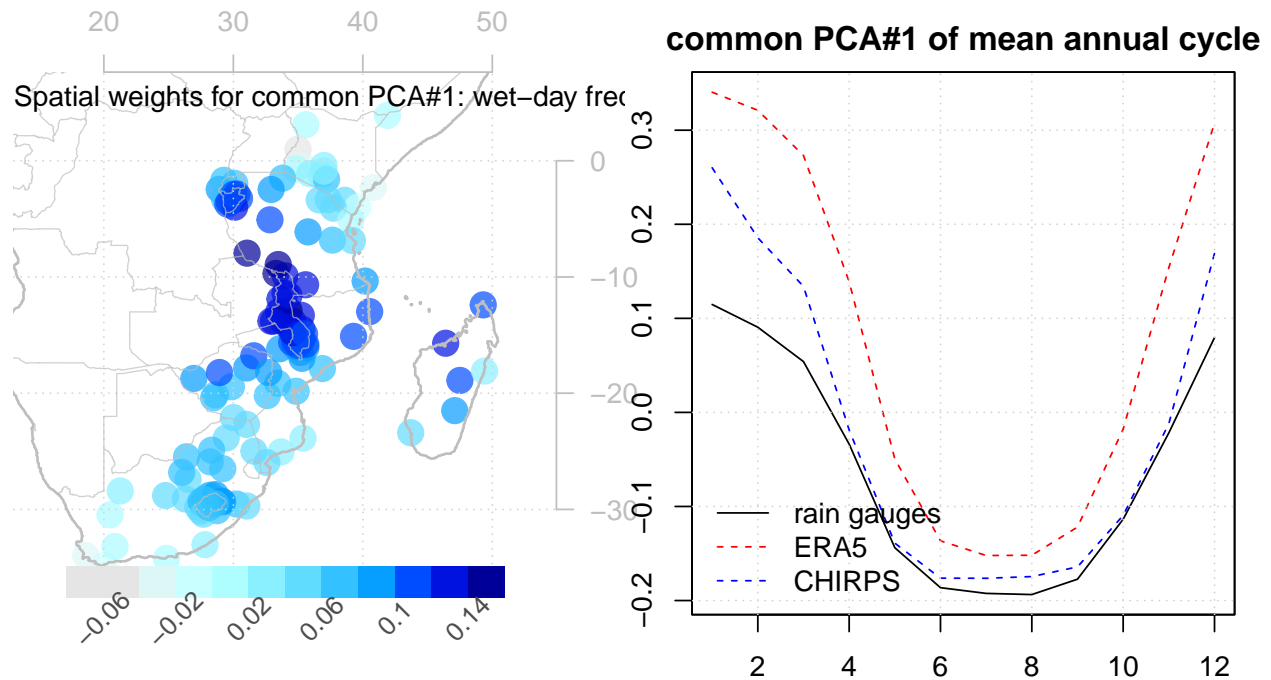 20 30 40 50
Spatial weights for common PCA#1: wet−day fre
0
−10
−20
−30
−0.06 −0.02 0.02 0.06 0.1 0.14
common PCA#1 of mean annual cycle
0.3
0.2
0.1
0.0
−0.1
−0.2
rain gauges
ERA5
CHIRPS
2 4 6 8 10 12